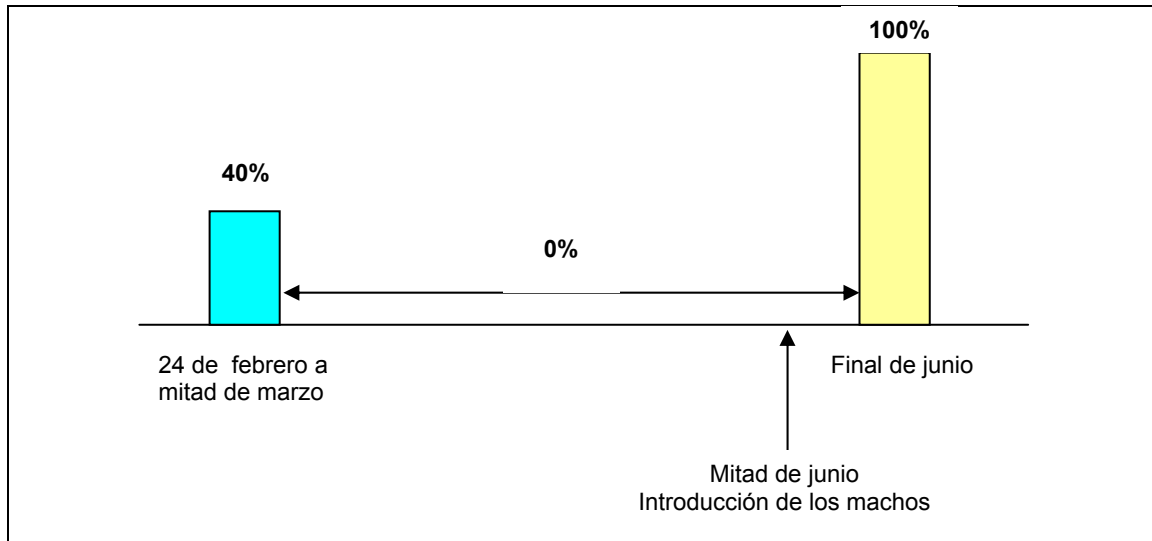 100%
40%
0%
24 de febrero a
mitad de marzo
Final de junio
Mitad de junio
Introducción de los machos